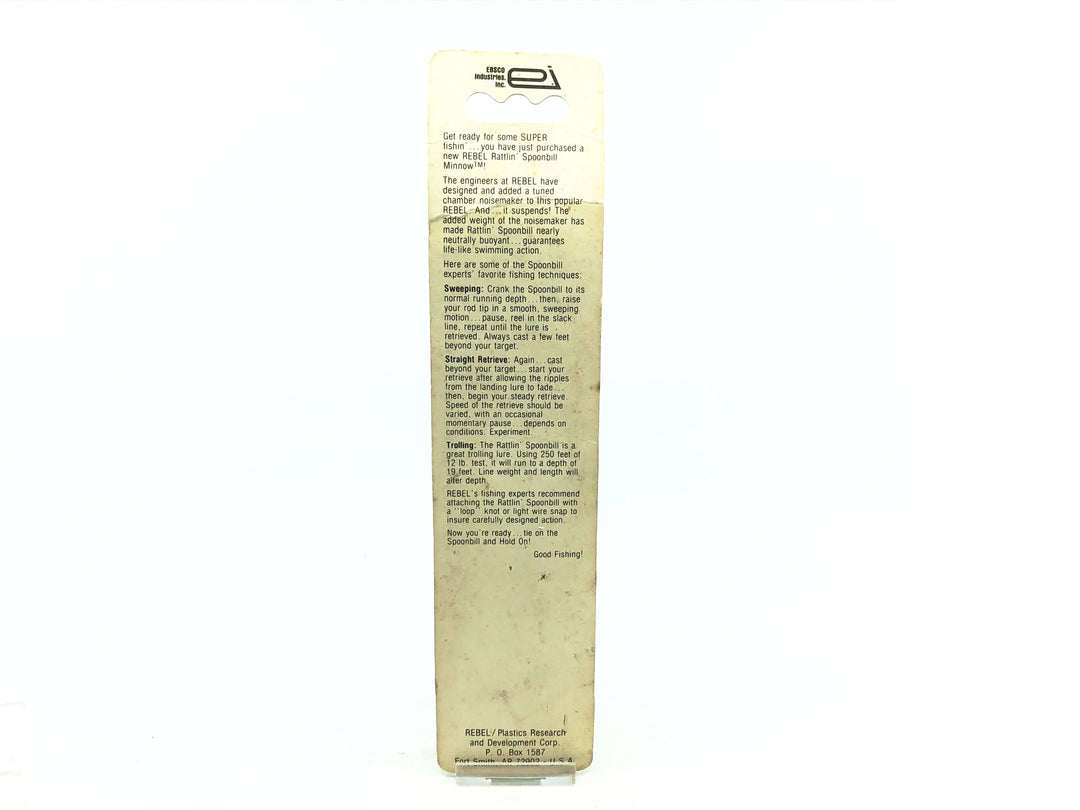 EBSCO
Industries,
Inc.
ei
Get ready for some SUPER
fishin'...you have just purchased a
new REBEL Rattlin' Spoonbill
Minnow™!
The engineers at REBEL have
designed and added a tuned
chamber noisemaker to this popular
REBEL. And...it suspends! The
added weight of the noisemaker has
made Rattlin' Spoonbill nearly
neutrally buoyant...guarantees
life-like swimming action.
Here are some of the Spoonbill
experts' favorite fishing techniques:
Sweeping: Crank the Spoonbill to its
normal running depth...then, raise
your rod tip in a smooth, sweeping
motion...pause, reel in the slack
line, repeat until the lure is
retrieved. Always cast a few feet
beyond your target.
Straight Retrieve: Again...cast
beyond your target...start your
retrieve after allowing the ripples
from the landing lure to fade...
then, begin your steady retrieve.
Speed of the retrieve should be
varied, with an occasional
momentary pause...depends on
conditions. Experiment.
Trolling: The Rattlin' Spoonbill is a
great trolling lure. Using 250 feet of
12 lb. test, it will run to a depth of
19 feet. Line weight and length will
alter depth.
REBEL's fishing experts recommend
attaching the Rattlin' Spoonbill with
a "loop" knot or light wire snap to
insure carefully designed action.
Now you're ready...tie on the
Spoonbill and Hold On!
Good Fishing!
REBEL/Plastics Research
and Development Corp.
P. O. Box 1587
Fort Smith, AR 72902 • U.S.A.